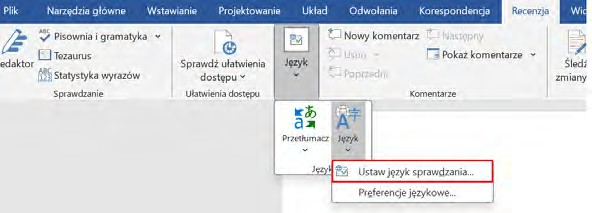 Plik Narzędzia główne Wstawianie Projektowanie Układ Odwołania Korespondencja Recenzja
ABC Pisownia i gramatyka
Tezaurus
Statystyka wyrazów
Sprawdzanie
Sprawdź ułatwienia
dostępu
Ułatwienia dostępu
Język
Nowy komentarz Następny
Usuń Pokaż komentarze
Poprzedni
Komentarze
Śledź
zmiany
Przetłumacz Język
Język
Ustaw język sprawdzania...
Preferencje językowe...